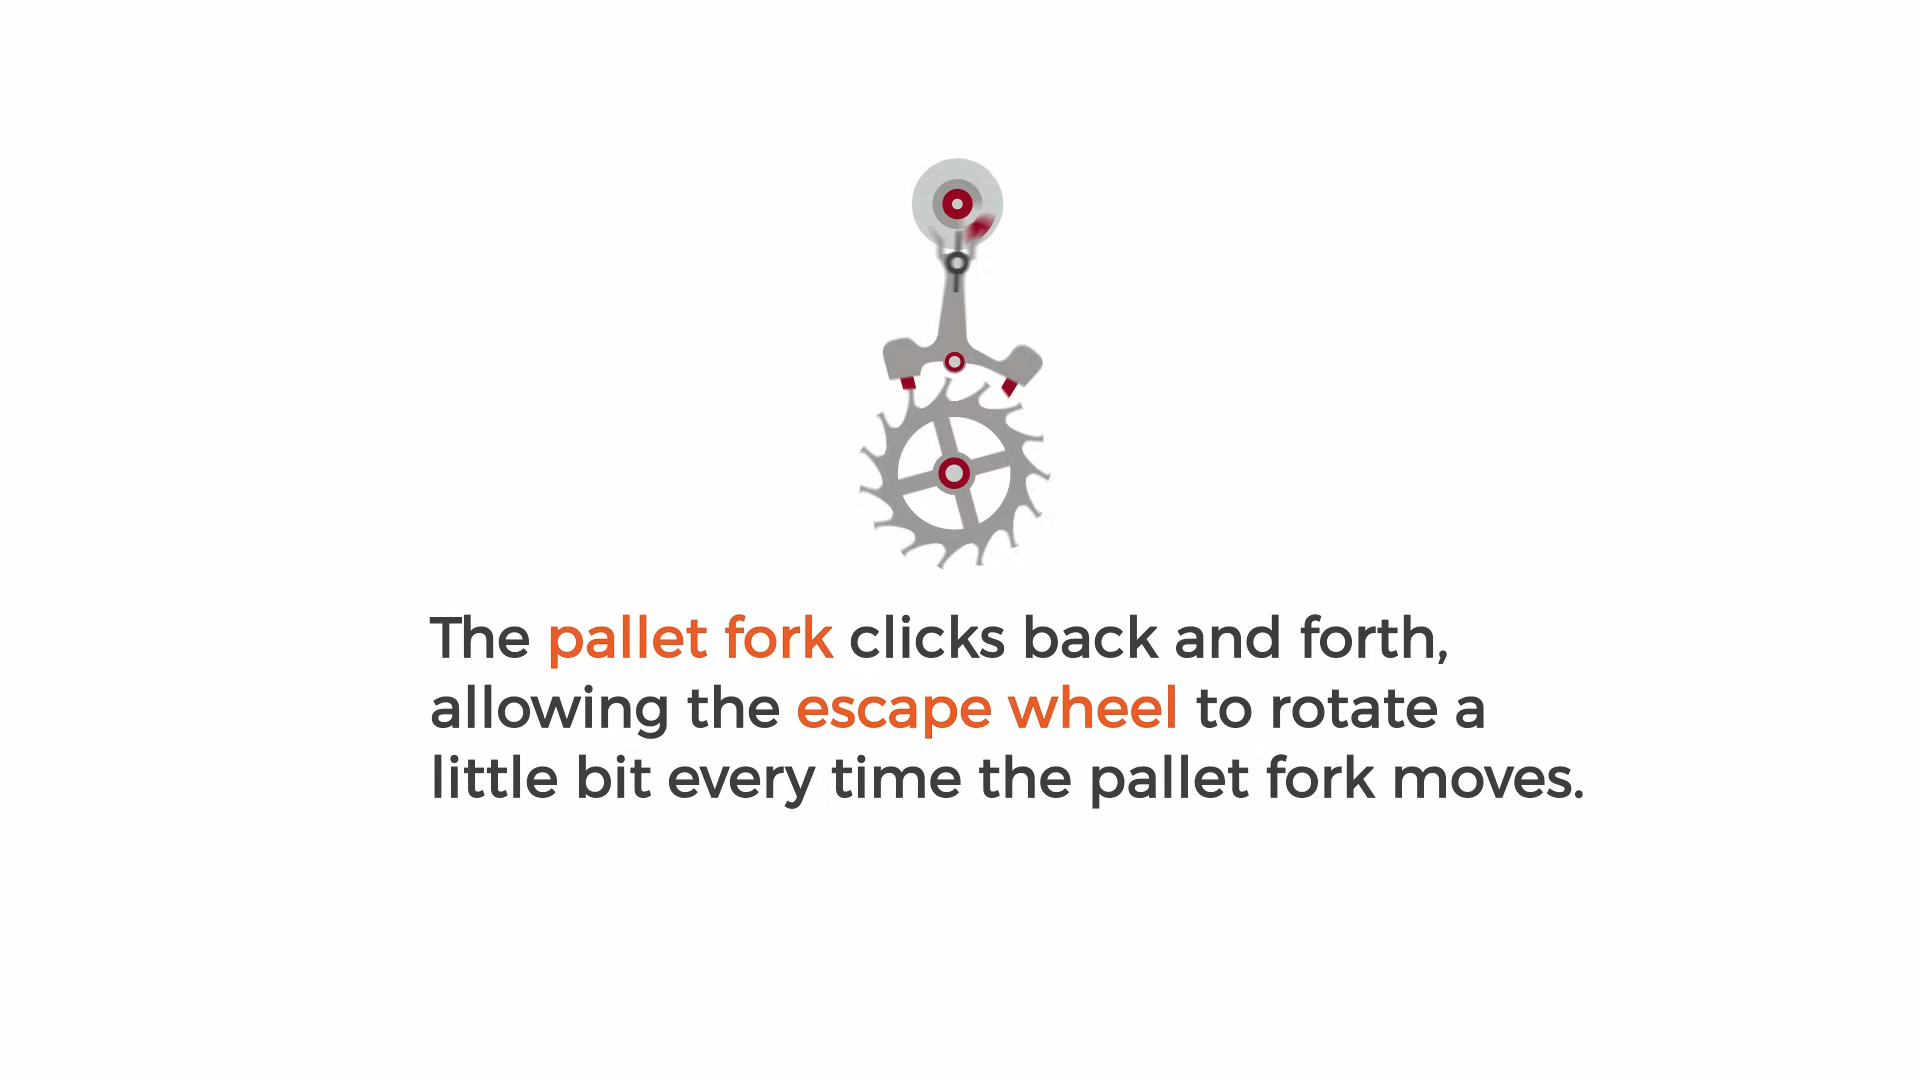 The pallet fork clicks back and forth,
allowing the escape wheel to rotate a
little bit every time the pallet fork moves.